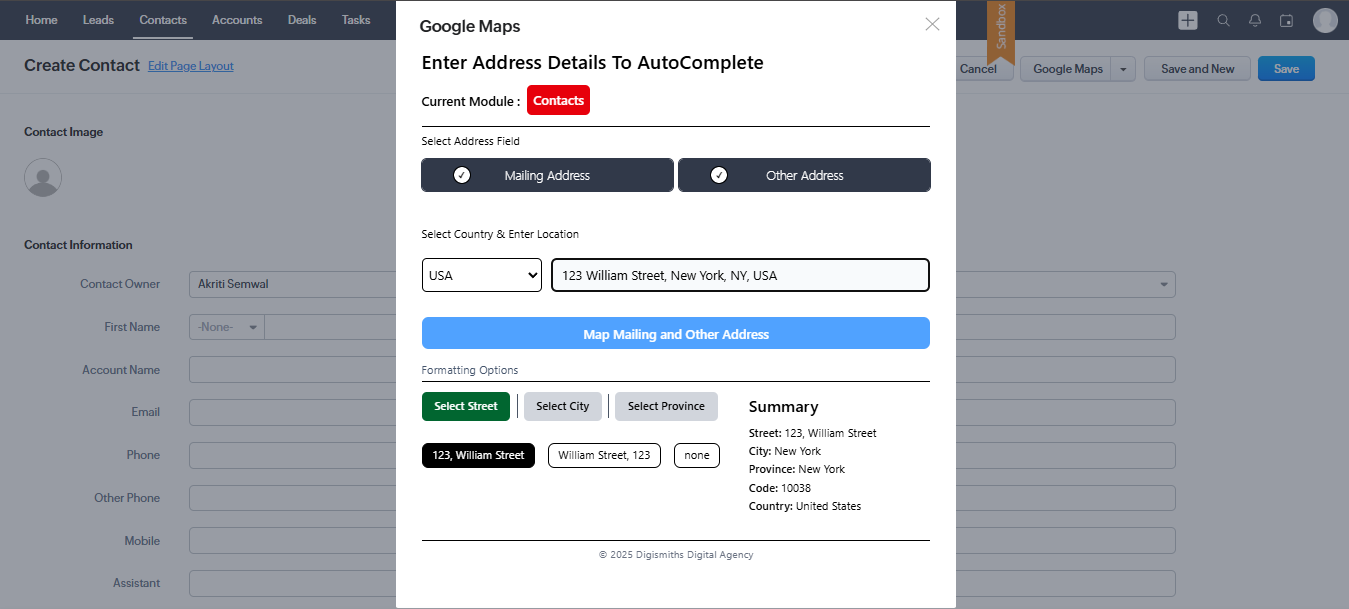 Home Leads Contacts Accounts Deals Tasks
Sandbox
Create Contact Edit Page Layout
Cancel Google Maps Save and New Save
Contact Image
Contact Information
Contact Owner Akriti Semwal
First Name -None-
Account Name
Email
Phone
Other Phone
Mobile
Assistant
Google Maps
Enter Address Details To AutoComplete
Current Module : Contacts
Select Address Field
Mailing Address Other Address
Select Country & Enter Location
USA 123 William Street, New York, NY, USA
Map Mailing and Other Address
Formatting Options
Select Street Select City Select Province
123, William Street William Street, 123 none
Summary
Street: 123, William Street
City: New York
Province: New York
Code: 10038
Country: United States
© 2025 Digismiths Digital Agency